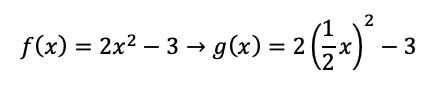 f(x) = 2x² − 3 → g(x) = 2(½x)² − 3